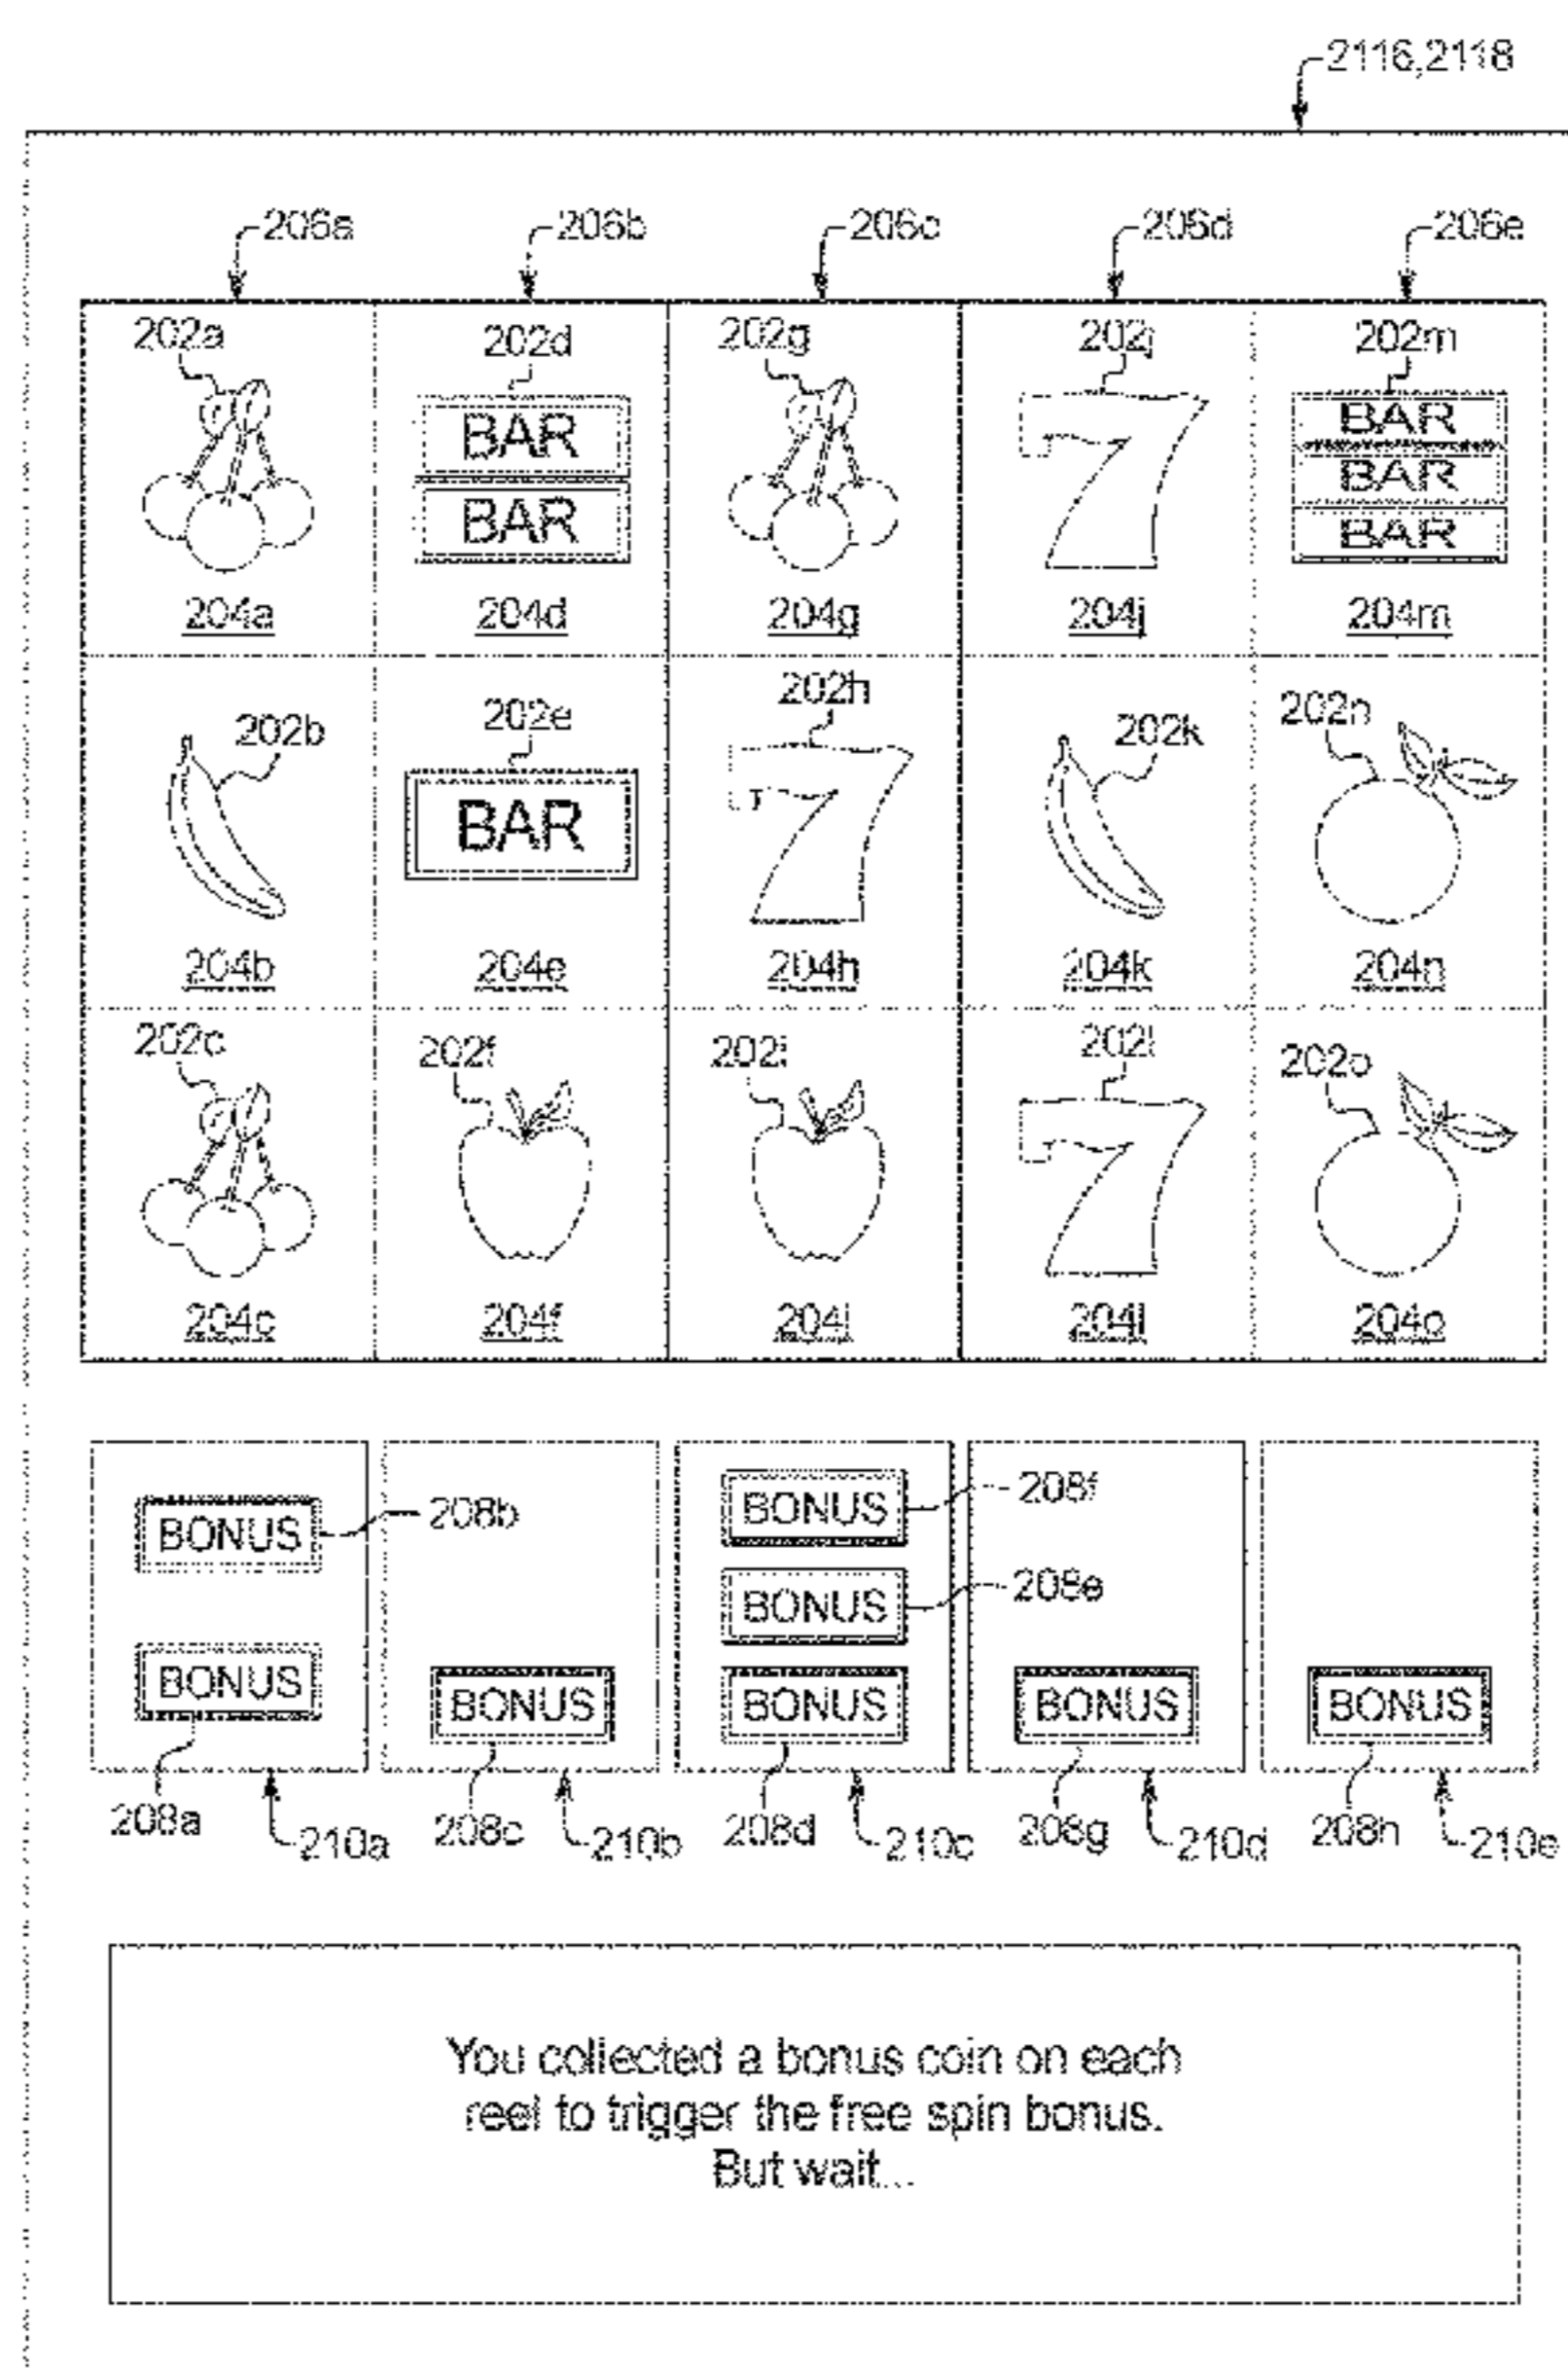 2116,2118
206a 206b 206c 206d 206e
202a 202d 202g 202j 202m
BAR BAR
BAR BAR
BAR
204a 204d 204g 204j 204m
202b 202e 202h 202k 202n
BAR
204b 204e 204h 204k 204n
202c 202f 202i 202l 202o
204c 204f 204i 204l 204o
BONUS 208b BONUS 208f
BONUS 208e
BONUS BONUS BONUS BONUS BONUS
208a 210a 208c 210b 208d 210c 208g 210d 208h 210e
You collected a bonus coin on each
reel to trigger the free spin bonus.
But wait...